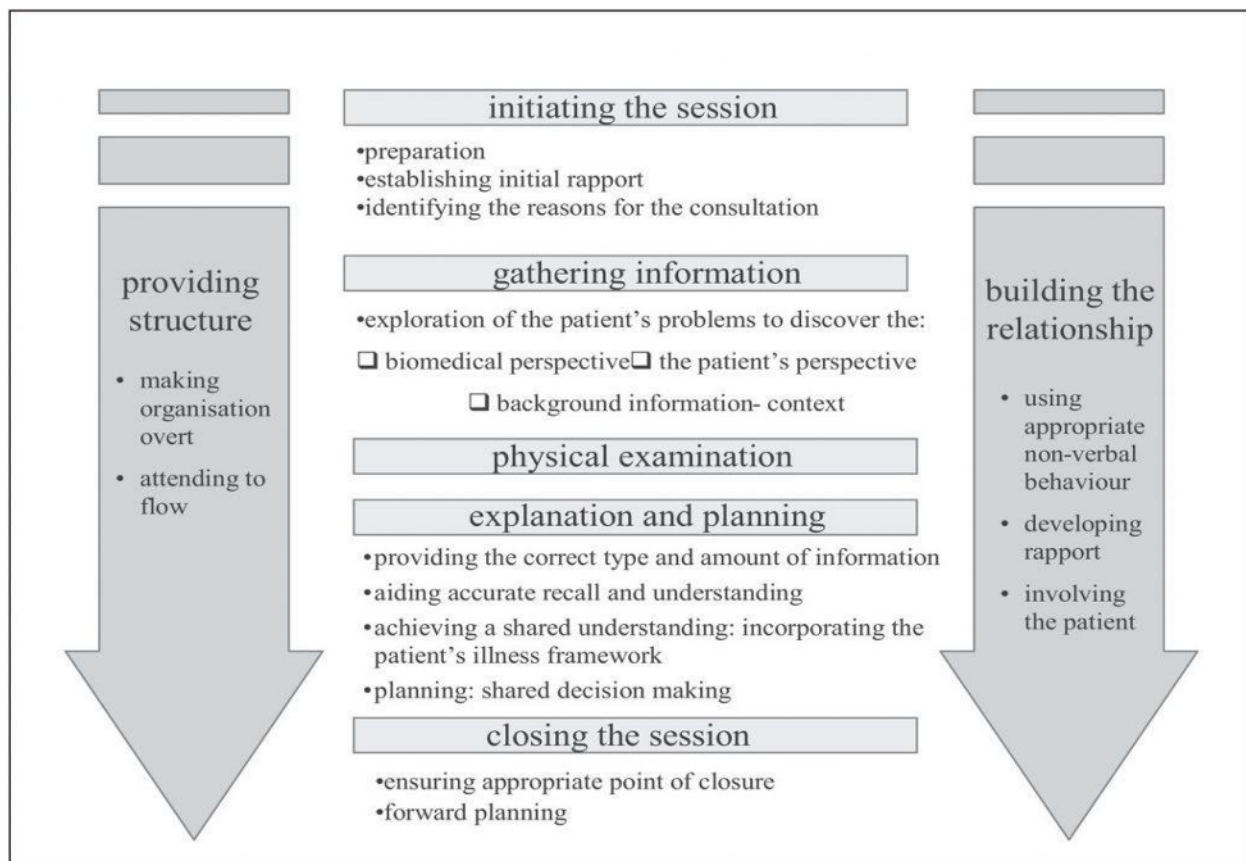 initiating the session
•preparation
•establishing initial rapport
•identifying the reasons for the consultation
providing
structure
• making
organisation
overt
• attending to
flow
gathering information
•exploration of the patient's problems to discover the:
❑ biomedical perspective❑ the patient's perspective
❑ background information- context
physical examination
explanation and planning
•providing the correct type and amount of information
•aiding accurate recall and understanding
•achieving a shared understanding: incorporating the
patient's illness framework
•planning: shared decision making
closing the session
•ensuring appropriate point of closure
•forward planning
building the
relationship
• using
appropriate
non-verbal
behaviour
• developing
rapport
• involving
the patient